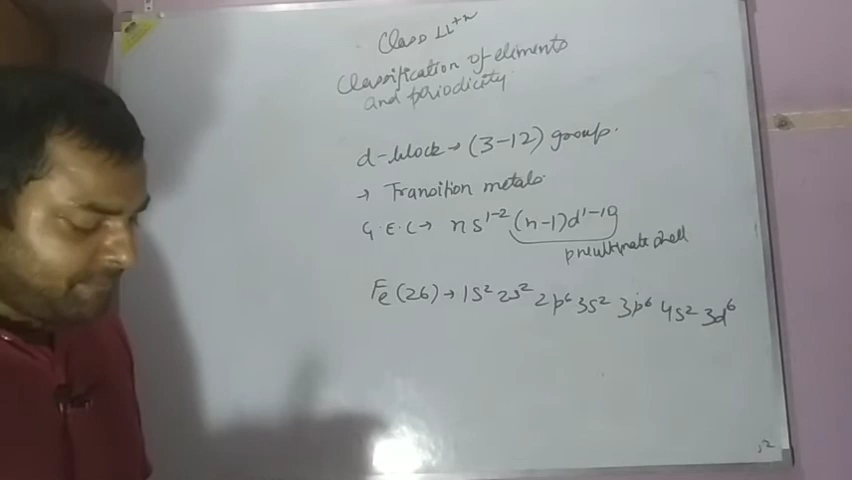 Class 11th
Classification of eliments
and periodicity
d-block → (3-12) group.
→ Transition metals.
G.E.C → ns¹⁻² (n-1)d¹⁻¹⁰
penultimate shell
Fe (26) → 1s² 2s² 2p⁶ 3s² 3p⁶ 4s² 3d⁶